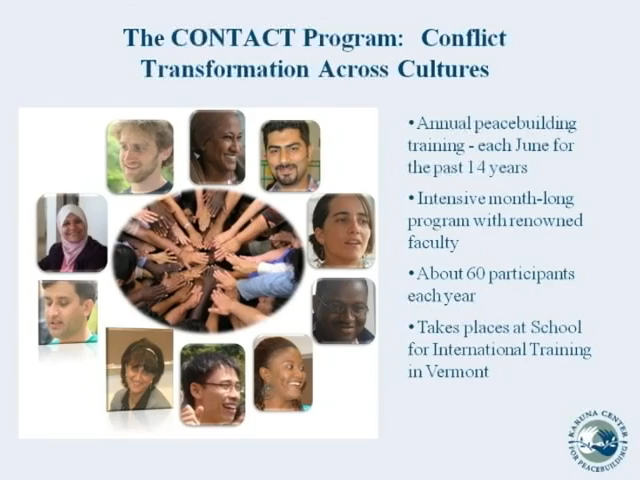 The CONTACT Program: Conflict
Transformation Across Cultures
• Annual peacebuilding
training - each June for
the past 14 years
• Intensive month-long
program with renowned
faculty
• About 60 participants
each year
• Takes places at School
for International Training
in Vermont
KARUNA CENTER
FOR PEACEBUILDING